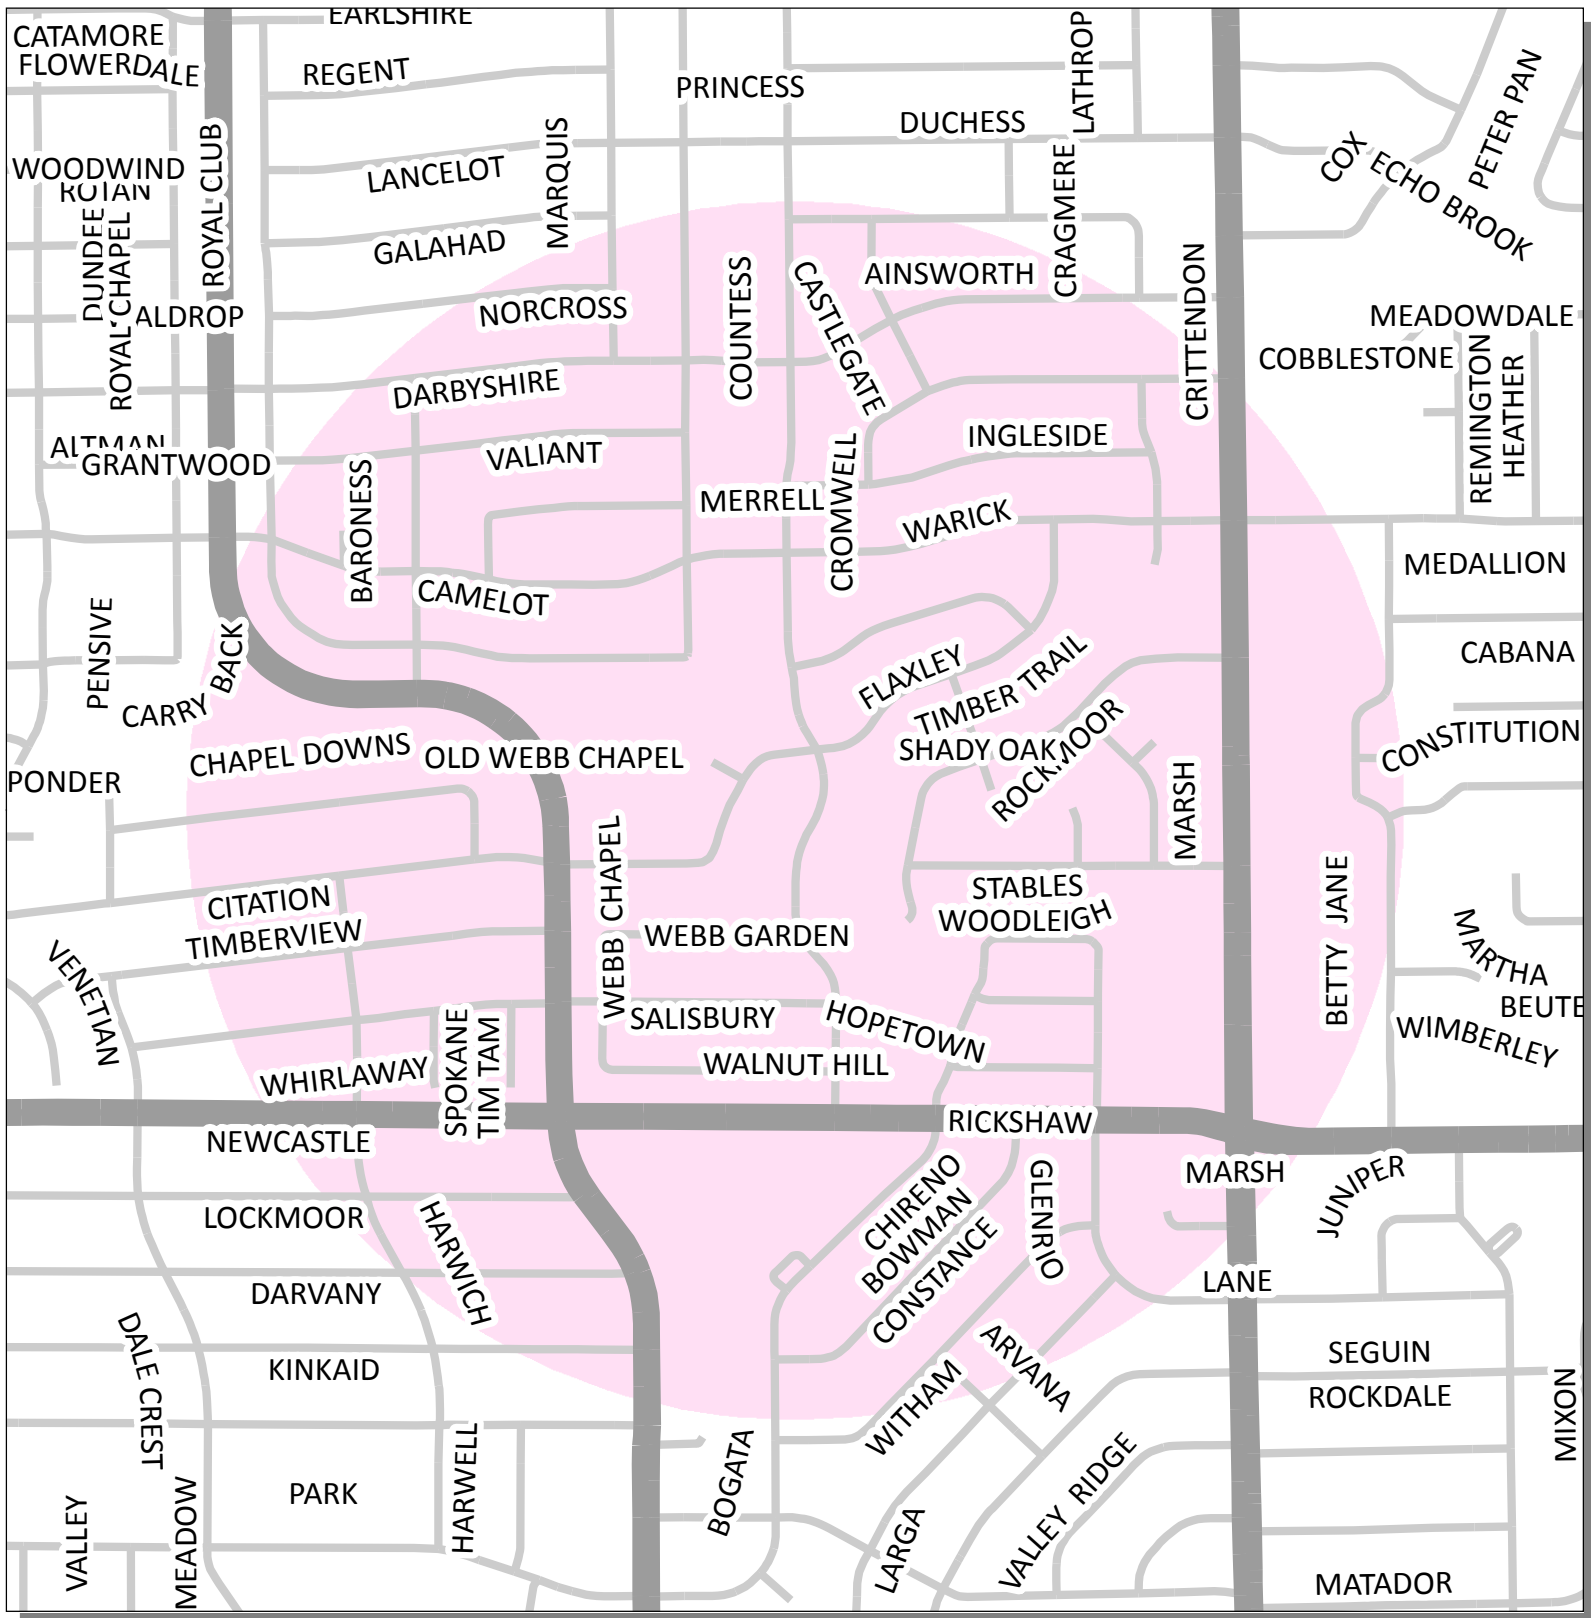 EARLSHIRE
CATAMORE
FLOWERDALE
REGENT
LATHROP
PRINCESS
PETER PAN
DUCHESS
COX
ECHO BROOK
WOODWIND
ROTAN
ROYAL CLUB
LANCELOT
MARQUIS
CRAGMERE
DUNDEE
ROYAL CHAPEL
GALAHAD
COUNTESS
CASTLEGATE
AINSWORTH
CRITTENDON
ALDROP
NORCROSS
MEADOWDALE
COBBLESTONE
REMINGTON
HEATHER
DARBYSHIRE
ALTMAN
GRANTWOOD
VALIANT
INGLESIDE
BARONESS
MERRELL
CROMWELL
WARICK
MEDALLION
CAMELOT
PENSIVE
CARRY BACK
FLAXLEY
TIMBER TRAIL
CABANA
CHAPEL DOWNS
OLD WEBB CHAPEL
SHADY OAK
ROCKMOOR
CONSTITUTION
PONDER
WEBB CHAPEL
MARSH
CITATION
STABLES
WOODLEIGH
BETTY JANE
TIMBERVIEW
WEBB GARDEN
VENETIAN
MARTHA
BEUTE
SPOKANE
TIM TAM
SALISBURY
HOPETOWN
WIMBERLEY
WHIRLAWAY
WALNUT HILL
RICKSHAW
NEWCASTLE
MARSH LANE
JUNIPER
LOCKMOOR
HARWICH
CHIRENO
BOWMAN
CONSTANCE
GLENRIO
DARVANY
DALE CREST
KINKAID
WITHAM
ARVANA
SEGUIN
ROCKDALE
MIXON
PARK
HARWELL
BOGATA
VALLEY MEADOW
LARGA
VALLEY RIDGE
MATADOR